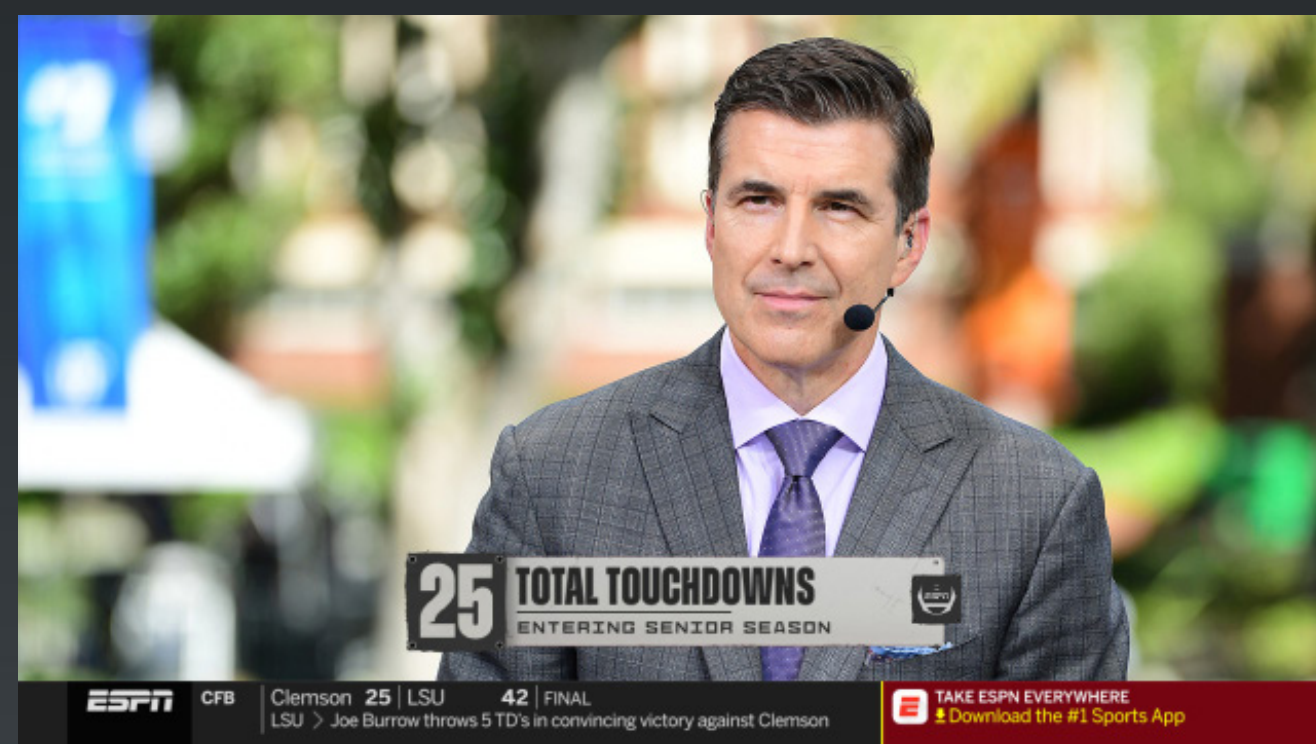 25 TOTAL TOUCHDOWNS
ENTERING SENIOR SEASON
ESPN
ESPN CFB Clemson 25 LSU 42 FINAL
LSU > Joe Burrow throws 5 TD's in convincing victory against Clemson
TAKE ESPN EVERYWHERE
Download the #1 Sports App